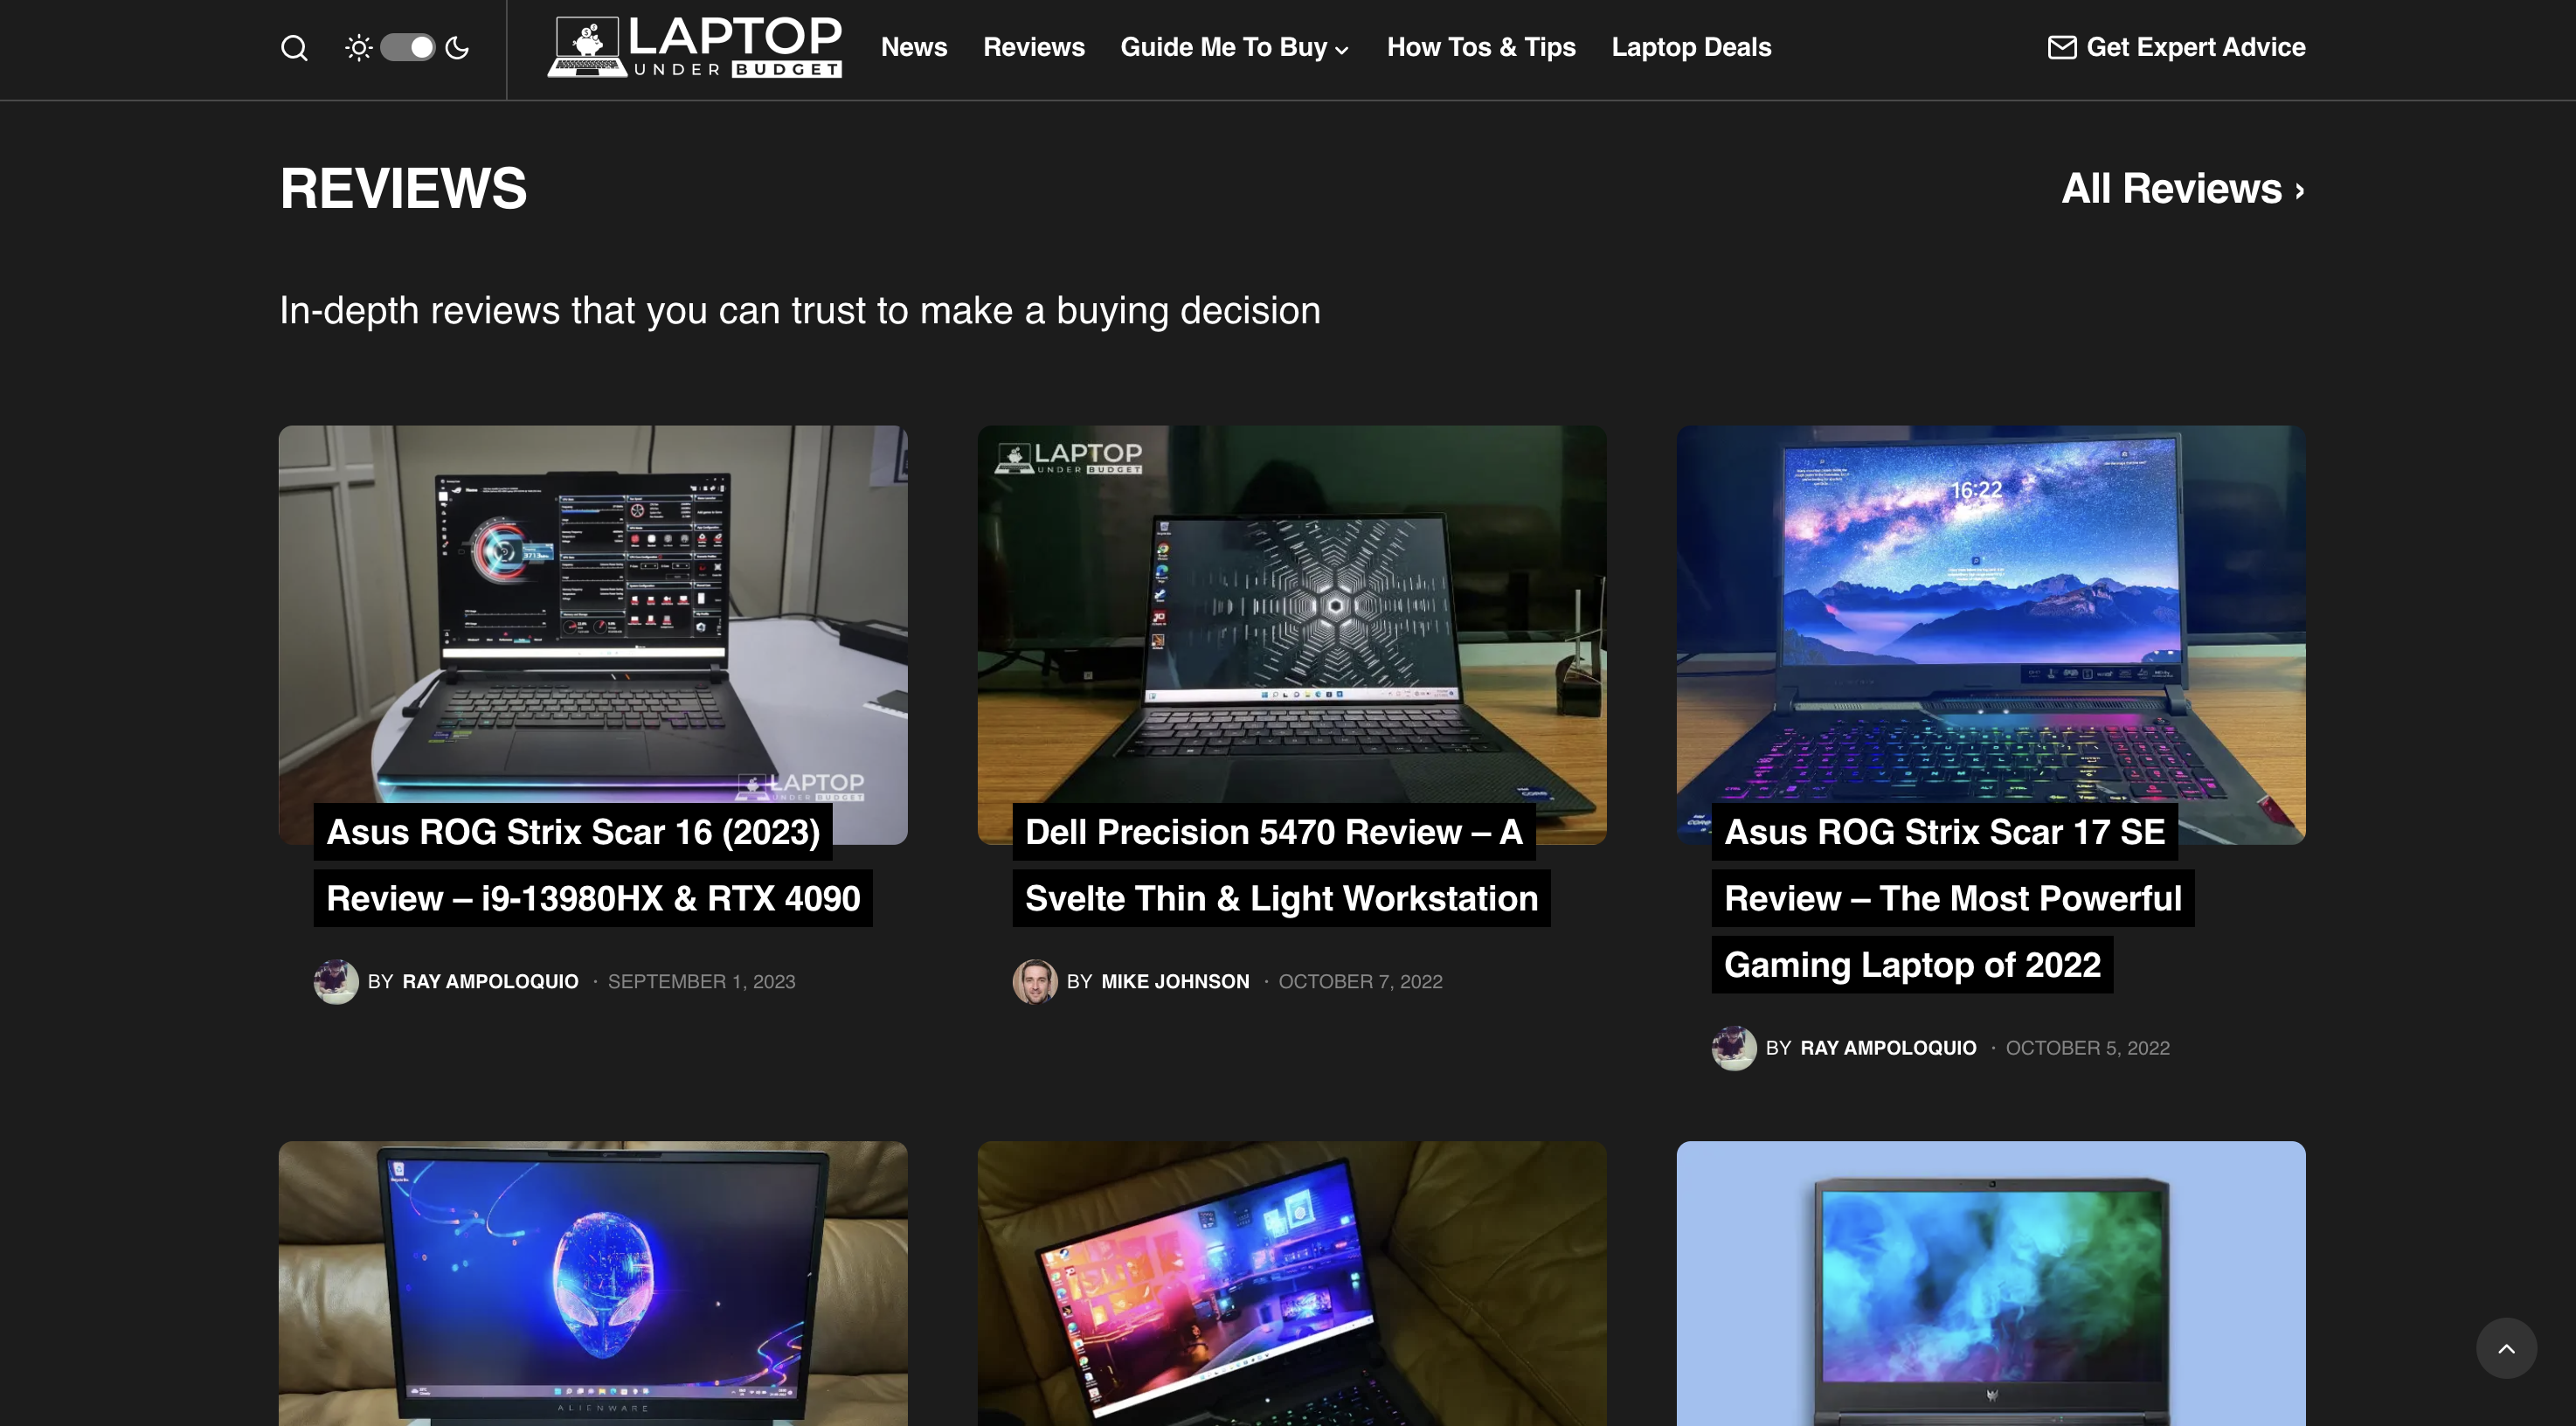 LAPTOP
UNDER BUDGET
News
Reviews
Guide Me To Buy
How Tos & Tips
Laptop Deals
Get Expert Advice
REVIEWS
All Reviews ›
In-depth reviews that you can trust to make a buying decision
LAPTOP
UNDER BUDGET
Asus ROG Strix Scar 16 (2023)
Review – i9-13980HX & RTX 4090
BY RAY AMPOLOQUIO · SEPTEMBER 1, 2023
LAPTOP
UNDER BUDGET
Dell Precision 5470 Review – A
Svelte Thin & Light Workstation
BY MIKE JOHNSON · OCTOBER 7, 2022
16:22
Asus ROG Strix Scar 17 SE
Review – The Most Powerful
Gaming Laptop of 2022
BY RAY AMPOLOQUIO · OCTOBER 5, 2022
ALIENWARE